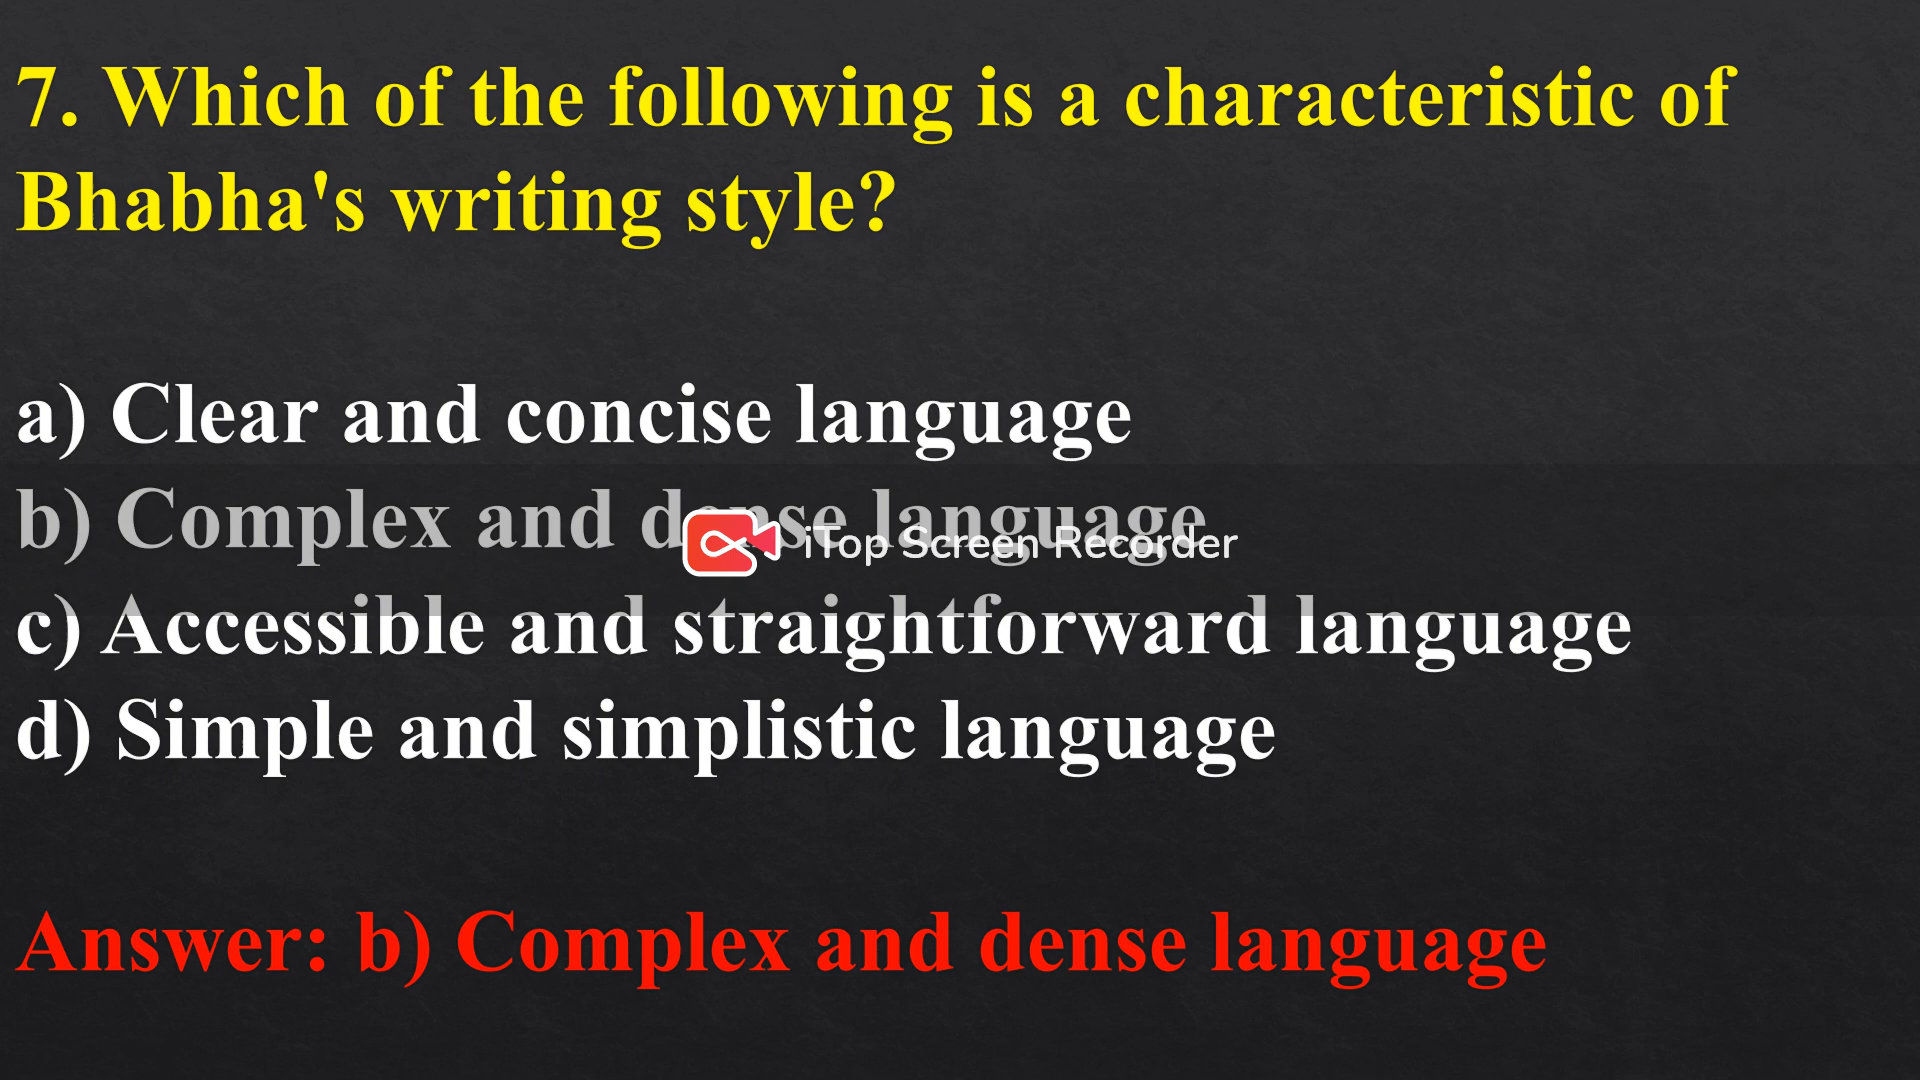 7. Which of the following is a characteristic of
Bhabha's writing style?
a) Clear and concise language
b) Complex and dense language
iTop Screen Recorder
c) Accessible and straightforward language
d) Simple and simplistic language
Answer: b) Complex and dense language